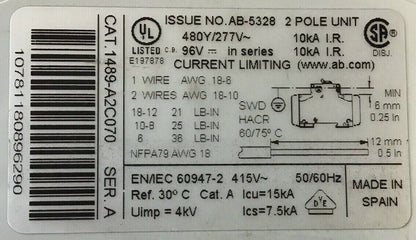 ISSUE NO. AB-5328 2 POLE UNIT
UL
LISTED
E197878
480Y/277V~ 10kA I.R.
C.B. 96V⎓ in series 10kA I.R.
SA
DISJ.
CURRENT LIMITING (www.ab.com)
1 WIRE AWG 18-6
2 WIRES AWG 18-10
18-12 21 LB-IN
10-8 25 LB-IN
6 36 LB-IN
NFPA79 AWG 18
SWD
HACR
60/75° C
Min
6 mm
0.25 in
12 mm
0.5 in
EN/IEC 60947-2 415V~ 50/60Hz
Ref. 30° C Cat. A Icu=15kA
Uimp = 4kV Ics=7.5kA
DVE
MADE IN
SPAIN
CAT.1489-A2C070 SER. A
10781180896290